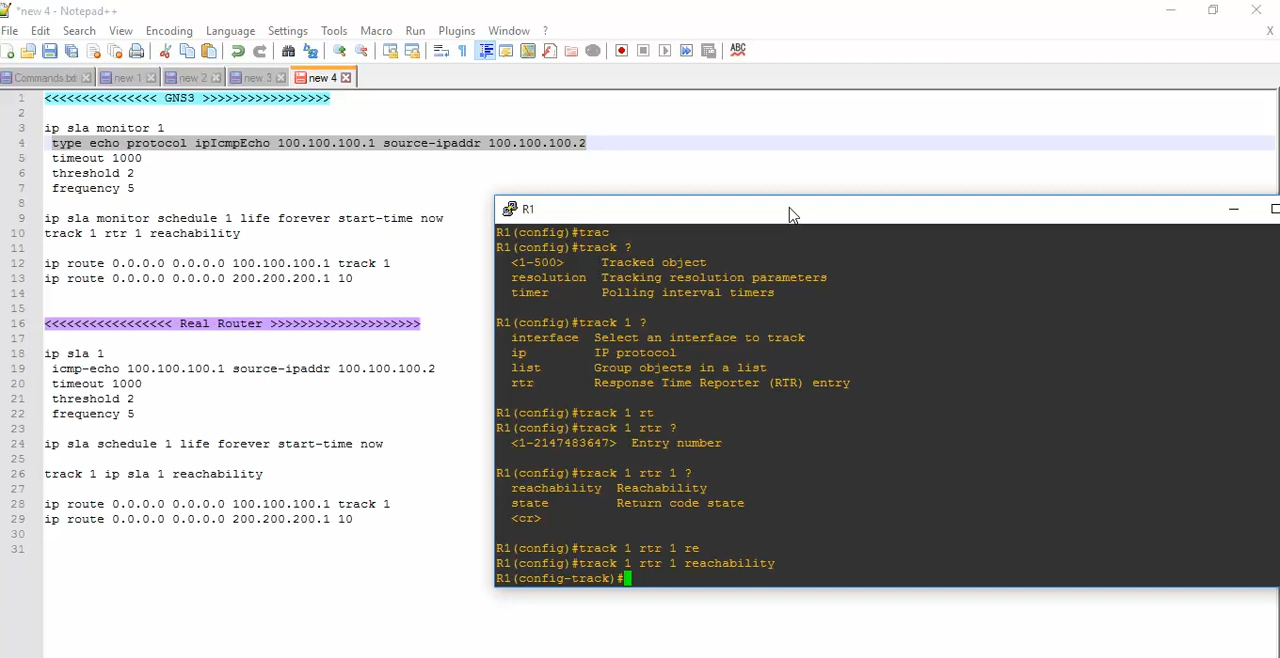 *new 4 - Notepad++
File Edit Search View Encoding Language Settings Tools Macro Run Plugins Window ? X
ABC
Commands.txt new 1 new 2 new 3 new 4
1 <<<<<<<<<<<<<<< GNS3 >>>>>>>>>>>>>>>>>
2
3 ip sla monitor 1
4 type echo protocol ipIcmpEcho 100.100.100.1 source-ipaddr 100.100.100.2
5 timeout 1000
6 threshold 2
7 frequency 5
8
9 ip sla monitor schedule 1 life forever start-time now
10 track 1 rtr 1 reachability
11
12 ip route 0.0.0.0 0.0.0.0 100.100.100.1 track 1
13 ip route 0.0.0.0 0.0.0.0 200.200.200.1 10
14
15
16 <<<<<<<<<<<<<<<<< Real Router >>>>>>>>>>>>>>>>>>>>
17
18 ip sla 1
19 icmp-echo 100.100.100.1 source-ipaddr 100.100.100.2
20 timeout 1000
21 threshold 2
22 frequency 5
23
24 ip sla schedule 1 life forever start-time now
25
26 track 1 ip sla 1 reachability
27
28 ip route 0.0.0.0 0.0.0.0 100.100.100.1 track 1
29 ip route 0.0.0.0 0.0.0.0 200.200.200.1 10
30
31
R1
R1(config)#trac
R1(config)#track ?
<1-500> Tracked object
resolution Tracking resolution parameters
timer Polling interval timers
R1(config)#track 1 ?
interface Select an interface to track
ip IP protocol
list Group objects in a list
rtr Response Time Reporter (RTR) entry
R1(config)#track 1 rt
R1(config)#track 1 rtr ?
<1-2147483647> Entry number
R1(config)#track 1 rtr 1 ?
reachability Reachability
state Return code state
<cr>
R1(config)#track 1 rtr 1 re
R1(config)#track 1 rtr 1 reachability
R1(config-track)#